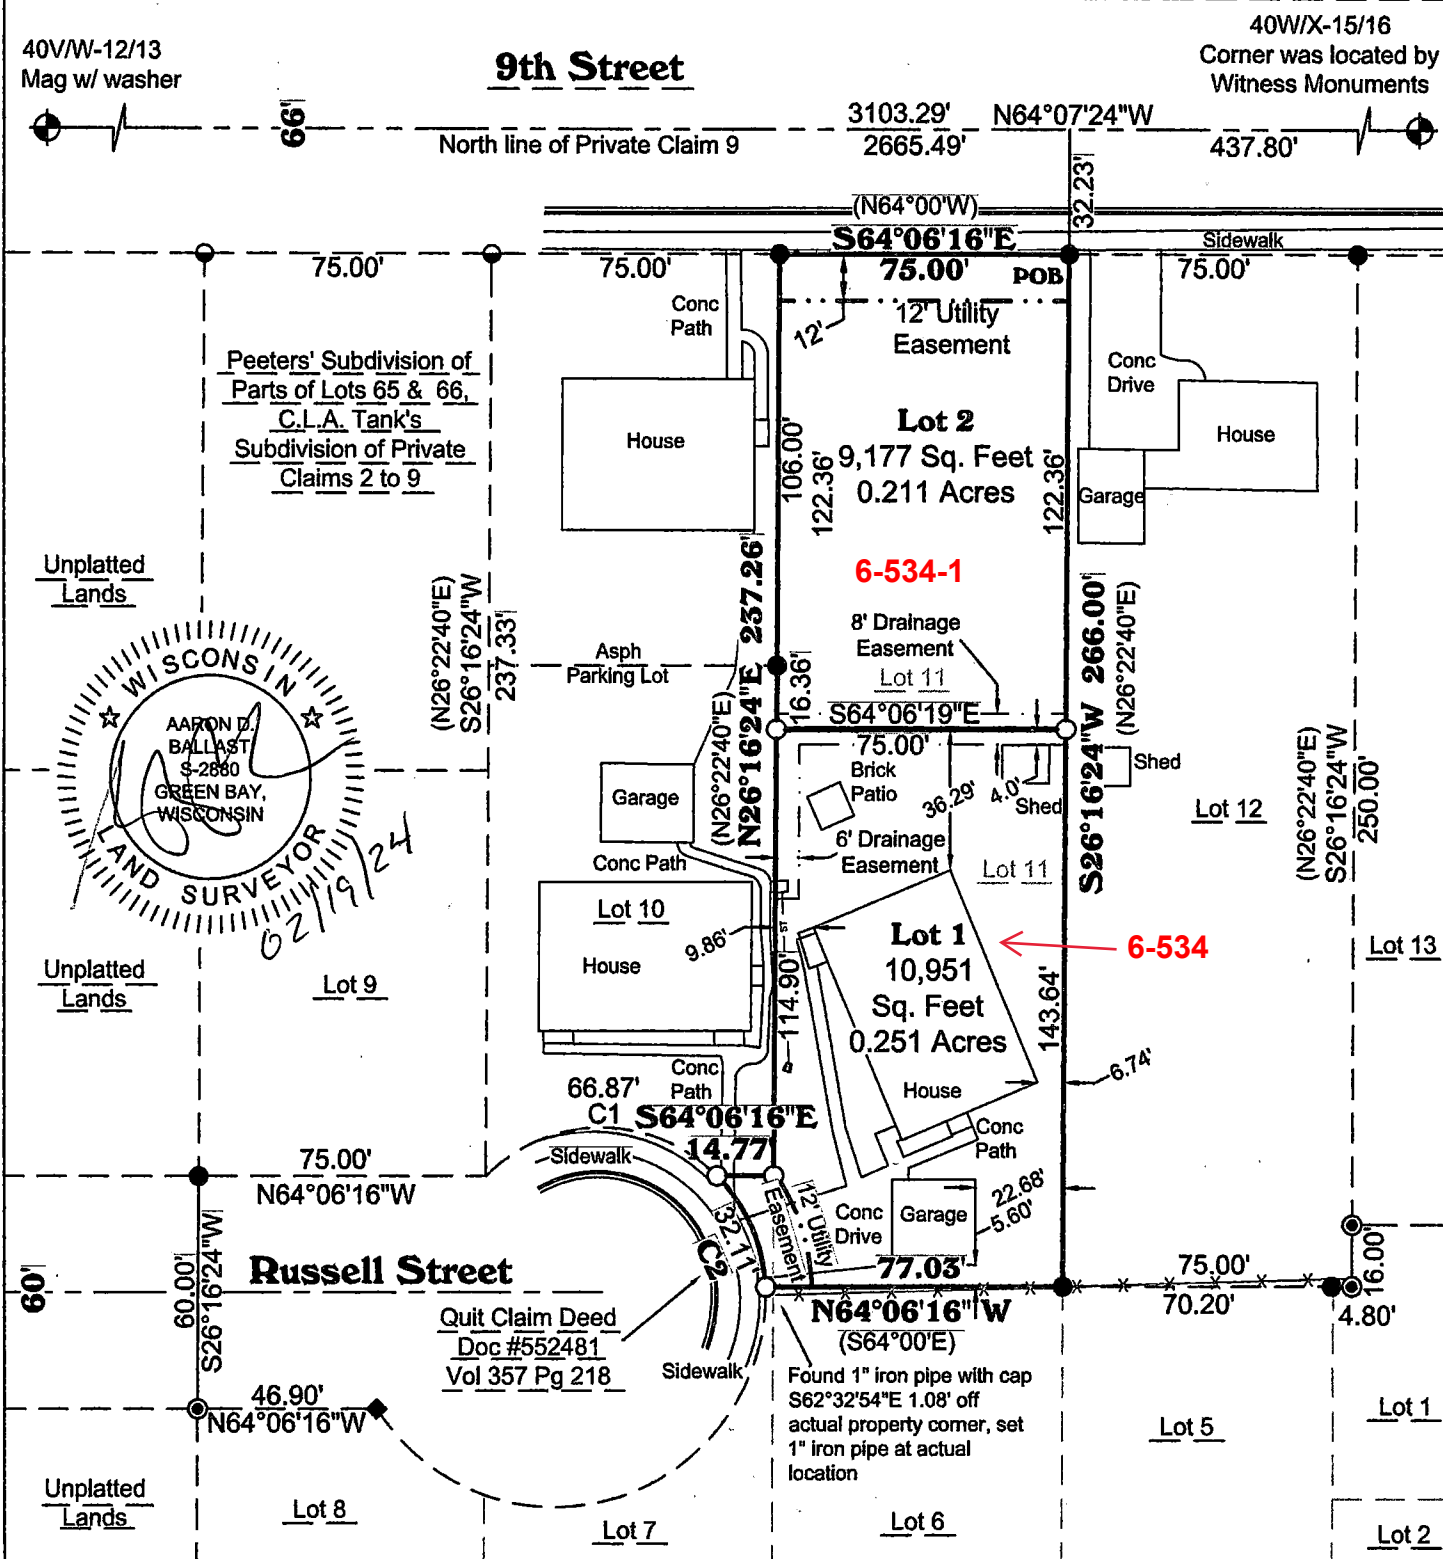 40V/W-12/13
Mag w/ washer
9th Street
40W/X-15/16
Corner was located by
Witness Monuments
66'
3103.29'
N64°07'24"W
North line of Private Claim 9
2665.49'
437.80'
32.23'
(N64°00'W)
S64°06'16"E
Sidewalk
75.00'
75.00'
75.00'
POB
75.00'
Conc
Path
12'
12' Utility
Easement
Conc
Drive
Peeters' Subdivision of
Parts of Lots 65 & 66,
C.L.A. Tank's
Subdivision of Private
Claims 2 to 9
House
Lot 2
9,177 Sq. Feet
0.211 Acres
106.00'
122.36'
122.36'
House
Garage
Unplatted
Lands
6-534-1
(N26°22'40"E)
S26°16'24"W
237.33'
N26°16'24"E 237.26'
(N26°22'40"E)
8' Drainage
Easement
S26°16'24"W 266.00'
(N26°22'40"E)
Asph
Parking Lot
16.36'
Lot 11
S64°06'19"E
75.00'
WISCONSIN
AARON D.
BALLAST
S-2880
GREEN BAY,
WISCONSIN
LAND SURVEYOR
02/19/24
Garage
Brick
Patio
36.29'
4.0'
Shed
Shed
Lot 12
(N26°22'40"E)
S26°16'24"W
250.00'
Conc Path
6' Drainage
Easement
Lot 11
Lot 10
House
9.86'
ST
114.90'
Lot 1
10,951
Sq. Feet
0.251 Acres
6-534
143.64'
Lot 13
Unplatted
Lands
Lot 9
House
6.74'
66.87'
C1
Conc
Path
S64°06'16"E
14.77'
Conc
Path
75.00'
N64°06'16"W
Sidewalk
32.11'
C2
12' Utility
Easement
Conc
Drive
Garage
22.68'
5.60'
60'
60.00'
S26°16'24"W
Russell Street
77.03'
N64°06'16"W
(S64°00'E)
75.00'
70.20'
16.00'
4.80'
Quit Claim Deed
Doc #552481
Vol 357 Pg 218
Sidewalk
Found 1" iron pipe with cap
S62°32'54"E 1.08' off
actual property corner, set
1" iron pipe at actual
location
46.90'
N64°06'16"W
Lot 5
Lot 1
Unplatted
Lands
Lot 8
Lot 7
Lot 6
Lot 2